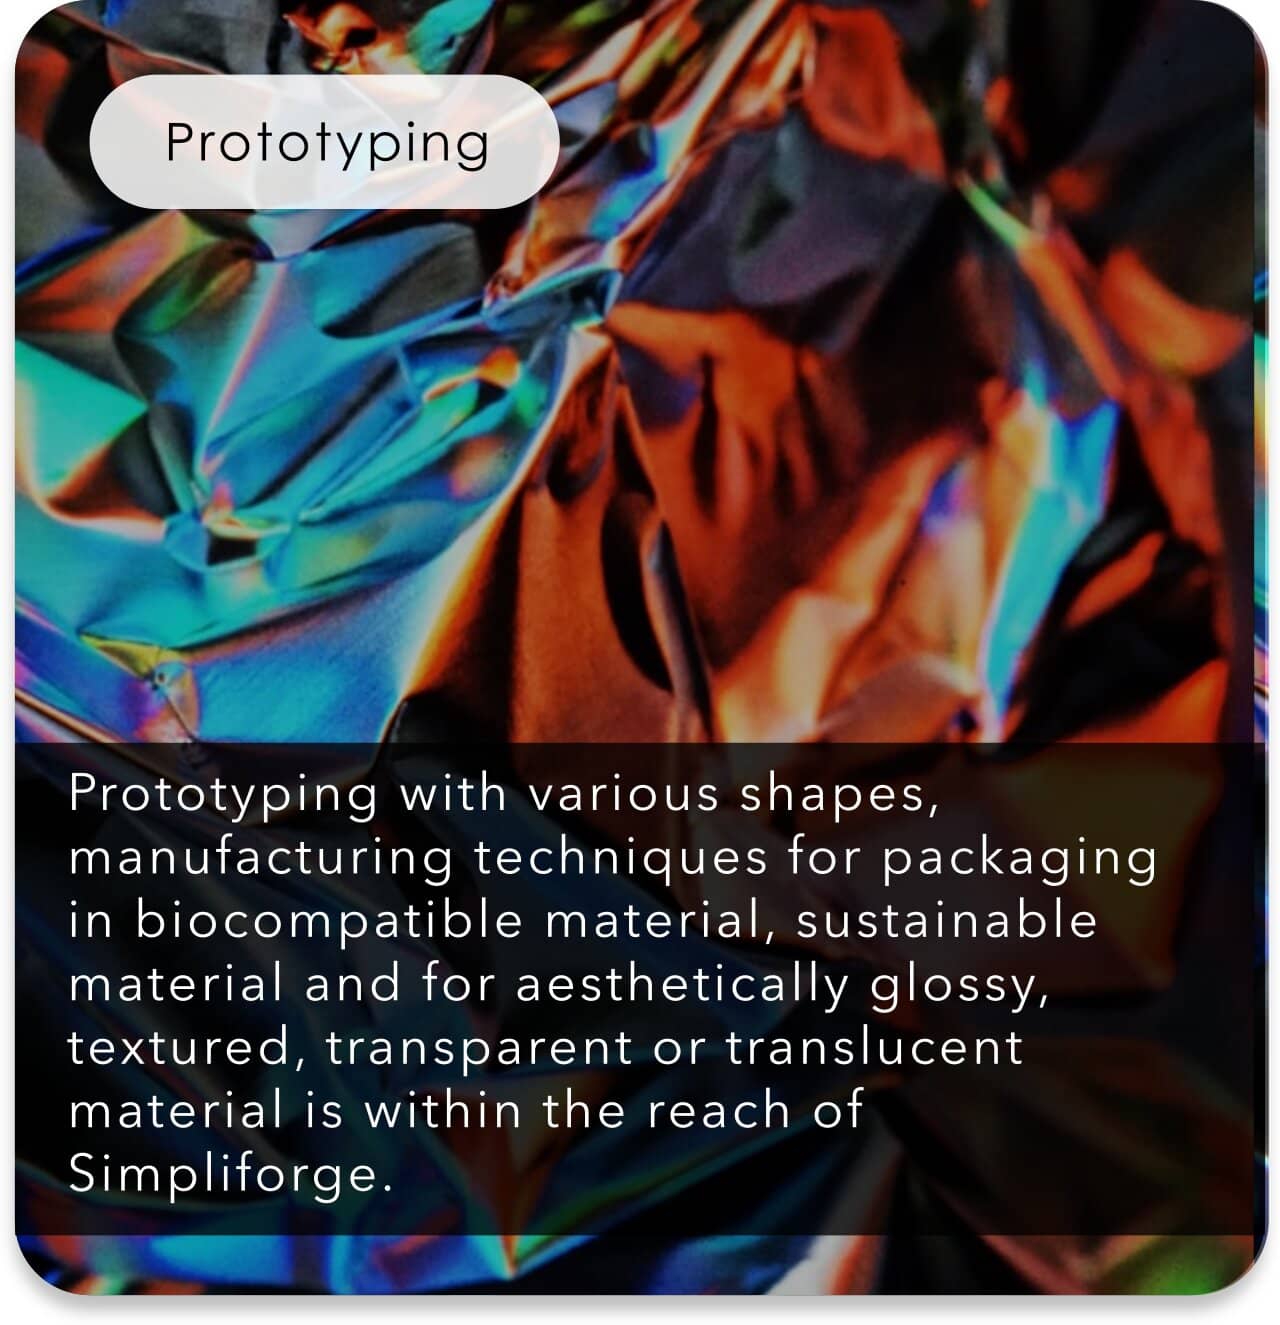 Prototyping
Prototyping with various shapes,
manufacturing techniques for packaging
in biocompatible material, sustainable
material and for aesthetically glossy,
textured, transparent or translucent
material is within the reach of
Simpliforge.